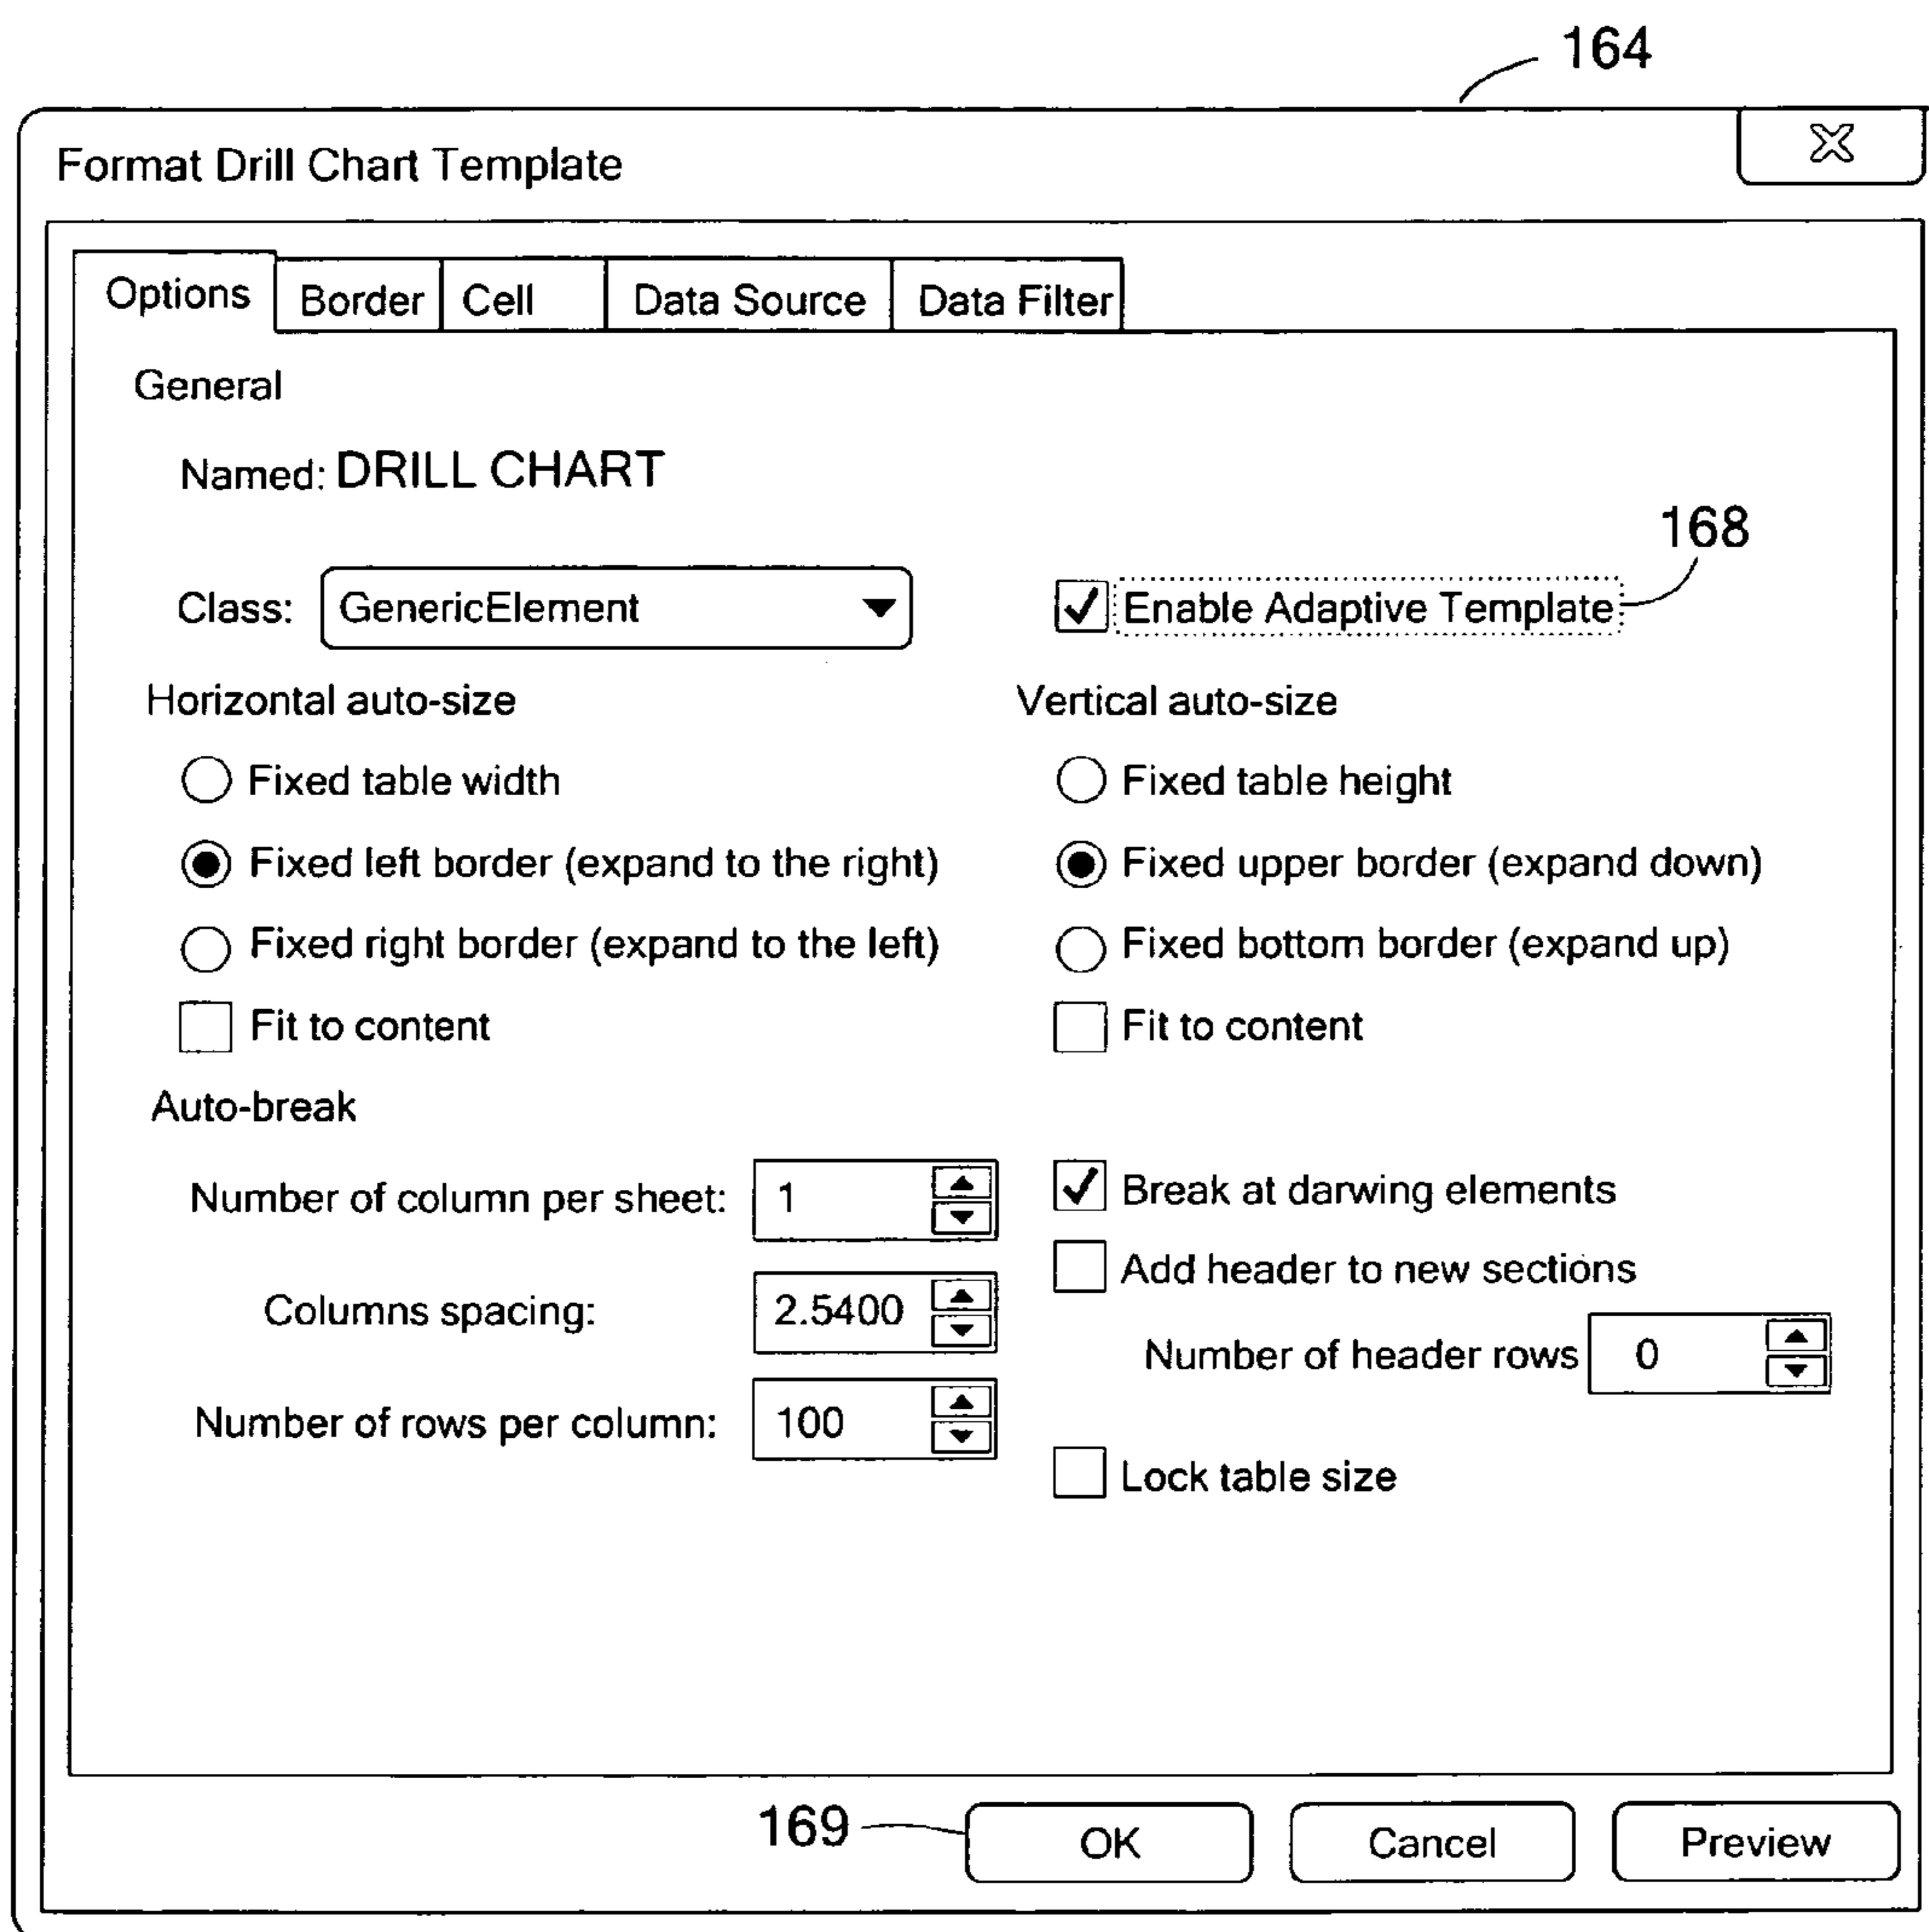 164
Format Drill Chart Template
Options Border Cell Data Source Data Filter
General
Named: DRILL CHART
168
Class: GenericElement Enable Adaptive Template
Horizontal auto-size Vertical auto-size
Fixed table width Fixed table height
Fixed left border (expand to the right) Fixed upper border (expand down)
Fixed right border (expand to the left) Fixed bottom border (expand up)
Fit to content Fit to content
Auto-break
Number of column per sheet: 1 Break at darwing elements
Add header to new sections
Columns spacing: 2.5400
Number of header rows 0
Number of rows per column: 100
Lock table size
169 OK Cancel Preview